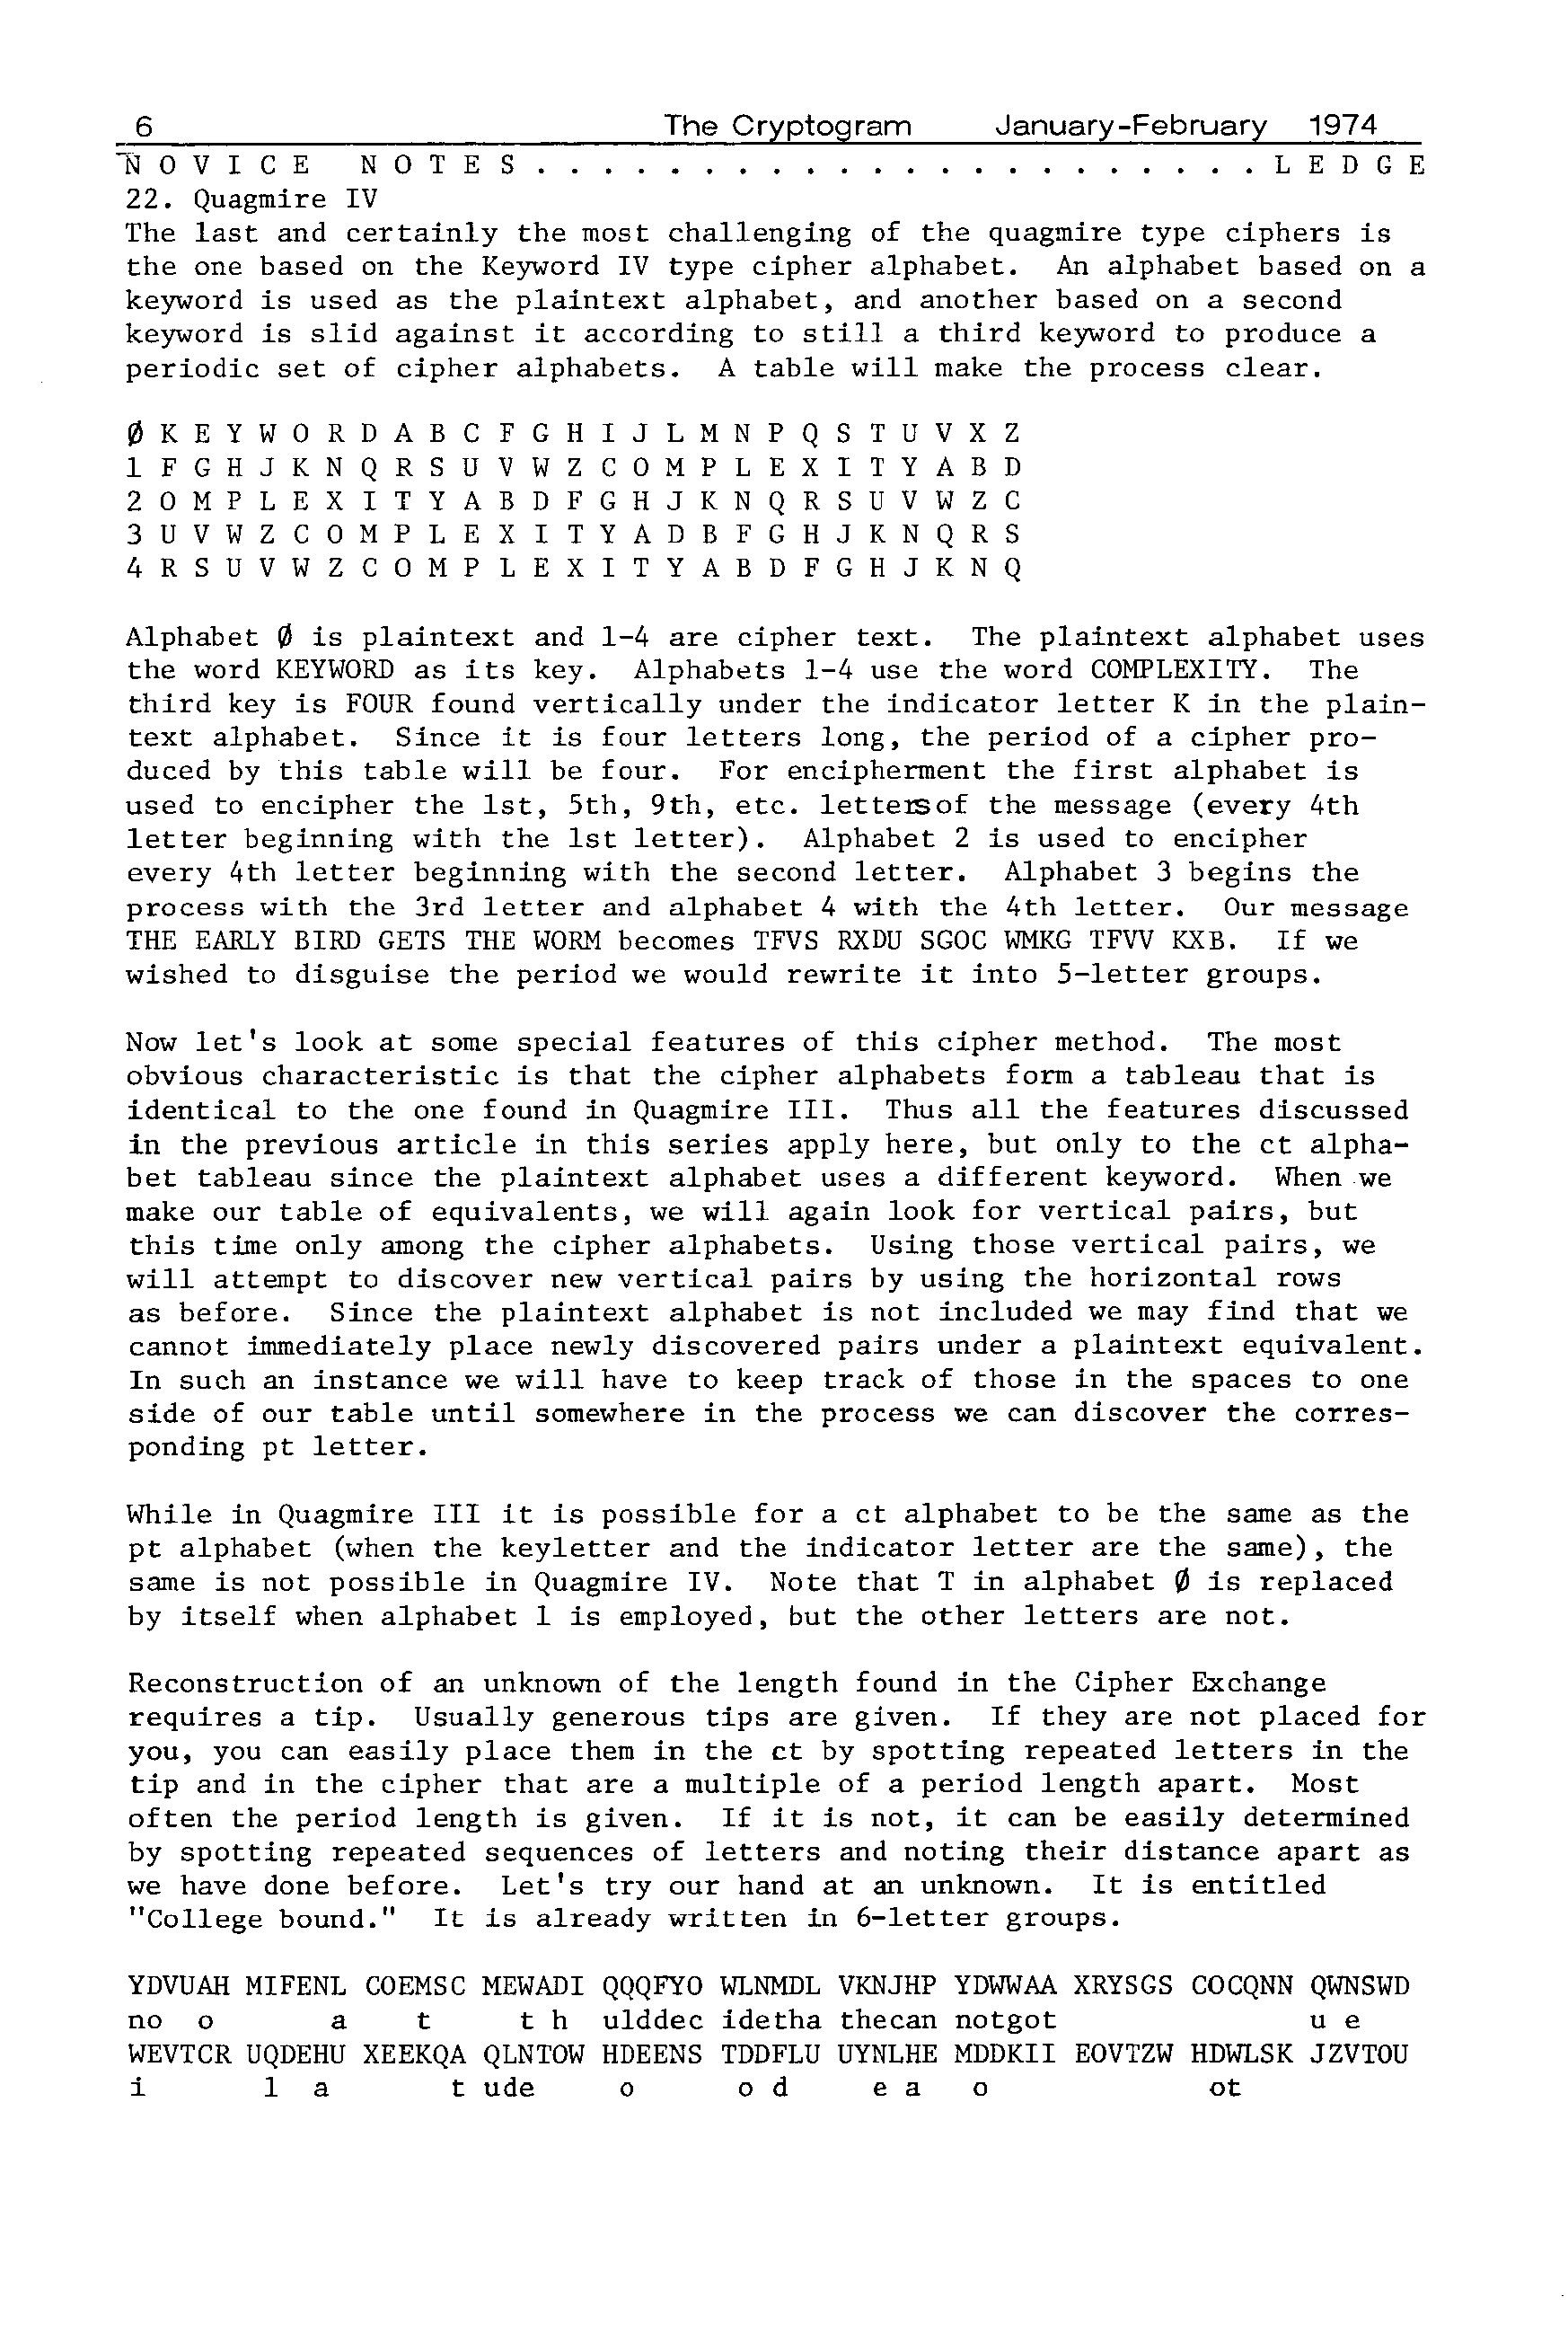 6 The Cryptogram January-February 1974
N O V I C E N O T E S . . . . . . . . . . . . . . . . . . . . . . L E D G E
22. Quagmire IV
The last and certainly the most challenging of the quagmire type ciphers is
the one based on the Keyword IV type cipher alphabet. An alphabet based on a
keyword is used as the plaintext alphabet, and another based on a second
keyword is slid against it according to still a third keyword to produce a
periodic set of cipher alphabets. A table will make the process clear.
Ø K E Y W O R D A B C F G H I J L M N P Q S T U V X Z
1 F G H J K N Q R S U V W Z C O M P L E X I T Y A B D
2 O M P L E X I T Y A B D F G H J K N Q R S U V W Z C
3 U V W Z C O M P L E X I T Y A D B F G H J K N Q R S
4 R S U V W Z C O M P L E X I T Y A B D F G H J K N Q
Alphabet Ø is plaintext and 1-4 are cipher text. The plaintext alphabet uses
the word KEYWORD as its key. Alphabets 1-4 use the word COMPLEXITY. The
third key is FOUR found vertically under the indicator letter K in the plain-
text alphabet. Since it is four letters long, the period of a cipher pro-
duced by this table will be four. For encipherment the first alphabet is
used to encipher the 1st, 5th, 9th, etc. lettersof the message (every 4th
letter beginning with the 1st letter). Alphabet 2 is used to encipher
every 4th letter beginning with the second letter. Alphabet 3 begins the
process with the 3rd letter and alphabet 4 with the 4th letter. Our message
THE EARLY BIRD GETS THE WORM becomes TFVS RXDU SGOC WMKG TFVV KXB. If we
wished to disguise the period we would rewrite it into 5-letter groups.
Now let's look at some special features of this cipher method. The most
obvious characteristic is that the cipher alphabets form a tableau that is
identical to the one found in Quagmire III. Thus all the features discussed
in the previous article in this series apply here, but only to the ct alpha-
bet tableau since the plaintext alphabet uses a different keyword. When we
make our table of equivalents, we will again look for vertical pairs, but
this time only among the cipher alphabets. Using those vertical pairs, we
will attempt to discover new vertical pairs by using the horizontal rows
as before. Since the plaintext alphabet is not included we may find that we
cannot immediately place newly discovered pairs under a plaintext equivalent.
In such an instance we will have to keep track of those in the spaces to one
side of our table until somewhere in the process we can discover the corres-
ponding pt letter.
While in Quagmire III it is possible for a ct alphabet to be the same as the
pt alphabet (when the keyletter and the indicator letter are the same), the
same is not possible in Quagmire IV. Note that T in alphabet Ø is replaced
by itself when alphabet 1 is employed, but the other letters are not.
Reconstruction of an unknown of the length found in the Cipher Exchange
requires a tip. Usually generous tips are given. If they are not placed for
you, you can easily place them in the ct by spotting repeated letters in the
tip and in the cipher that are a multiple of a period length apart. Most
often the period length is given. If it is not, it can be easily determined
by spotting repeated sequences of letters and noting their distance apart as
we have done before. Let's try our hand at an unknown. It is entitled
"College bound." It is already written in 6-letter groups.
YDVUAH MIFENL COEMSC MEWADI QQQFYO WLNMDL VKNJHP YDWWAA XRYSGS COCQNN QWNSWD
no o a t t h ulddec idetha thecan notgot u e
WEVTCR UQDEHU XEEKQA QLNTOW HDEENS TDDFLU UYNLHE MDDKII EOVTZW HDWLSK JZVTOU
i l a t ude o o d e a o ot